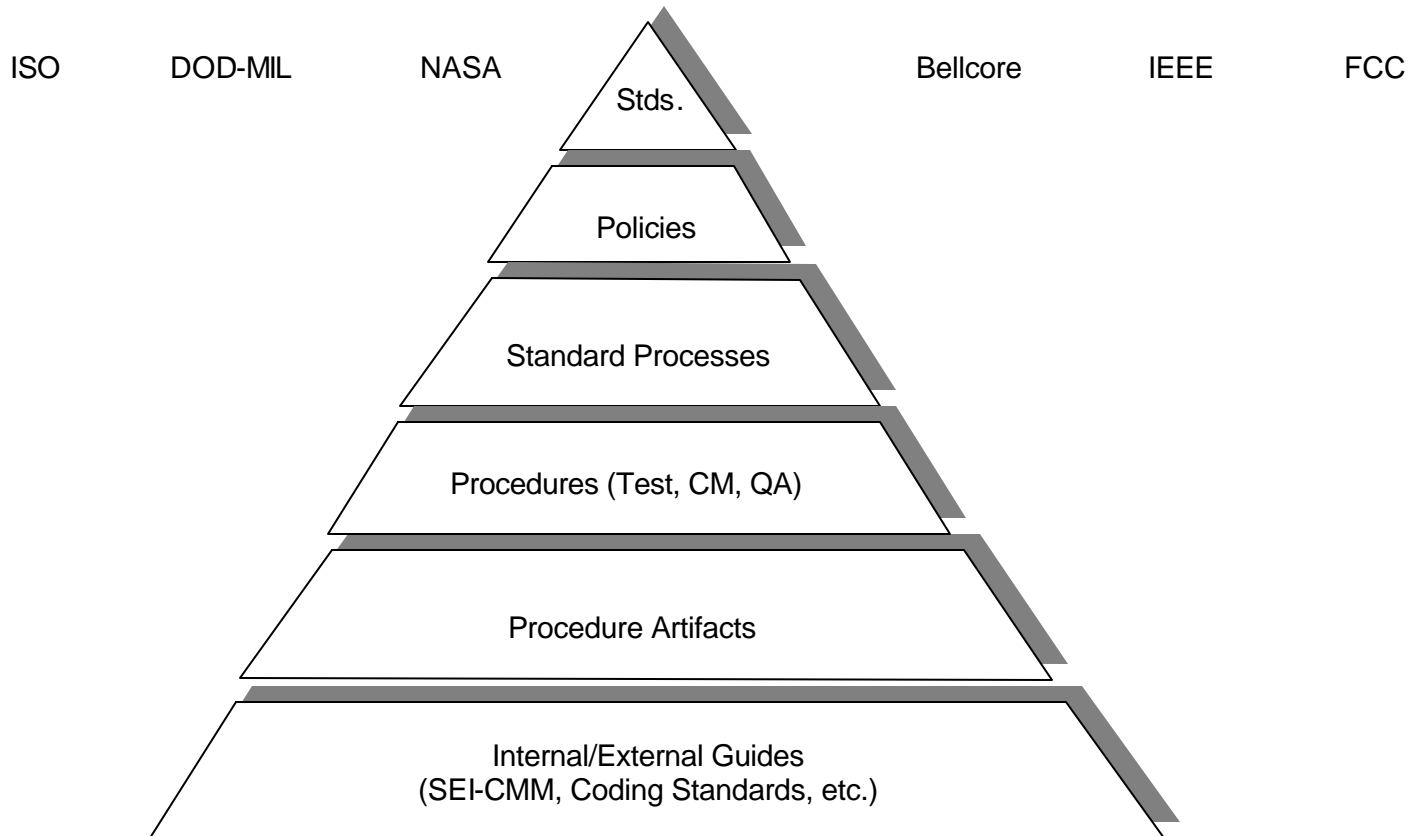 ISO DOD-MIL NASA Bellcore IEEE FCC
Stds.
Policies
Standard Processes
Procedures (Test, CM, QA)
Procedure Artifacts
Internal/External Guides
(SEI-CMM, Coding Standards, etc.)